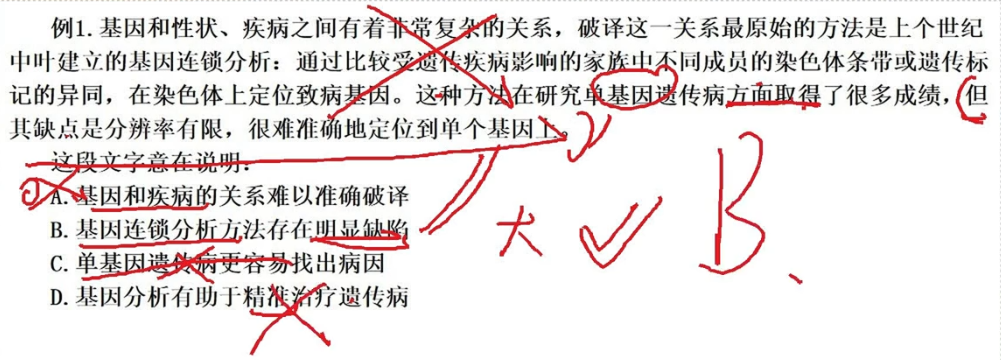 例1. 基因和性状、疾病之间有着非常复杂的关系，破译这一关系最原始的方法是上个世纪
中叶建立的基因连锁分析：通过比较受遗传疾病影响的家族中不同成员的染色体条带或遗传标
记的异同，在染色体上定位致病基因。这种方法在研究单基因遗传病方面取得了很多成绩，但
其缺点是分辨率有限，很难准确地定位到单个基因上。
这段文字意在说明：
A. 基因和疾病的关系难以准确破译
B. 基因连锁分析方法存在明显缺陷
C. 单基因遗传病更容易找出病因
D. 基因分析有助于精准治疗遗传病
大 B、